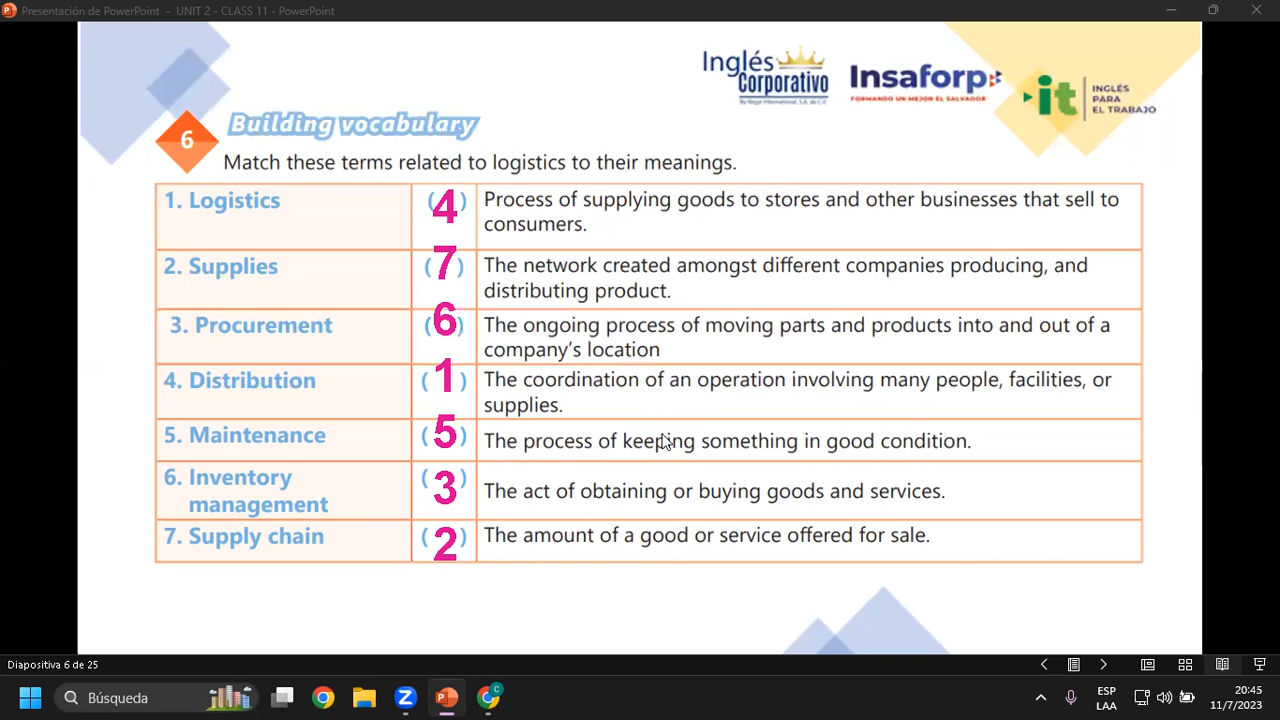 Presentación de PowerPoint - UNIT 2 - CLASS 11 - PowerPoint
Inglés
Corporativo
Insaforp
FORMANDO UN MEJOR EL SALVADOR
it
INGLÉS
PARA
EL TRABAJO
6
Building vocabulary
Match these terms related to logistics to their meanings.
1. Logistics
(4)
Process of supplying goods to stores and other businesses that sell to
consumers.
2. Supplies
(7)
The network created amongst different companies producing, and
distributing product.
3. Procurement
(6)
The ongoing process of moving parts and products into and out of a
company's location
4. Distribution
(1)
The coordination of an operation involving many people, facilities, or
supplies.
5. Maintenance
(5)
The process of keeping something in good condition.
6. Inventory
management
(3)
The act of obtaining or buying goods and services.
7. Supply chain
(2)
The amount of a good or service offered for sale.
Diapositiva 6 de 25
Búsqueda
C
ESP
LAA
20:45
11/7/2023